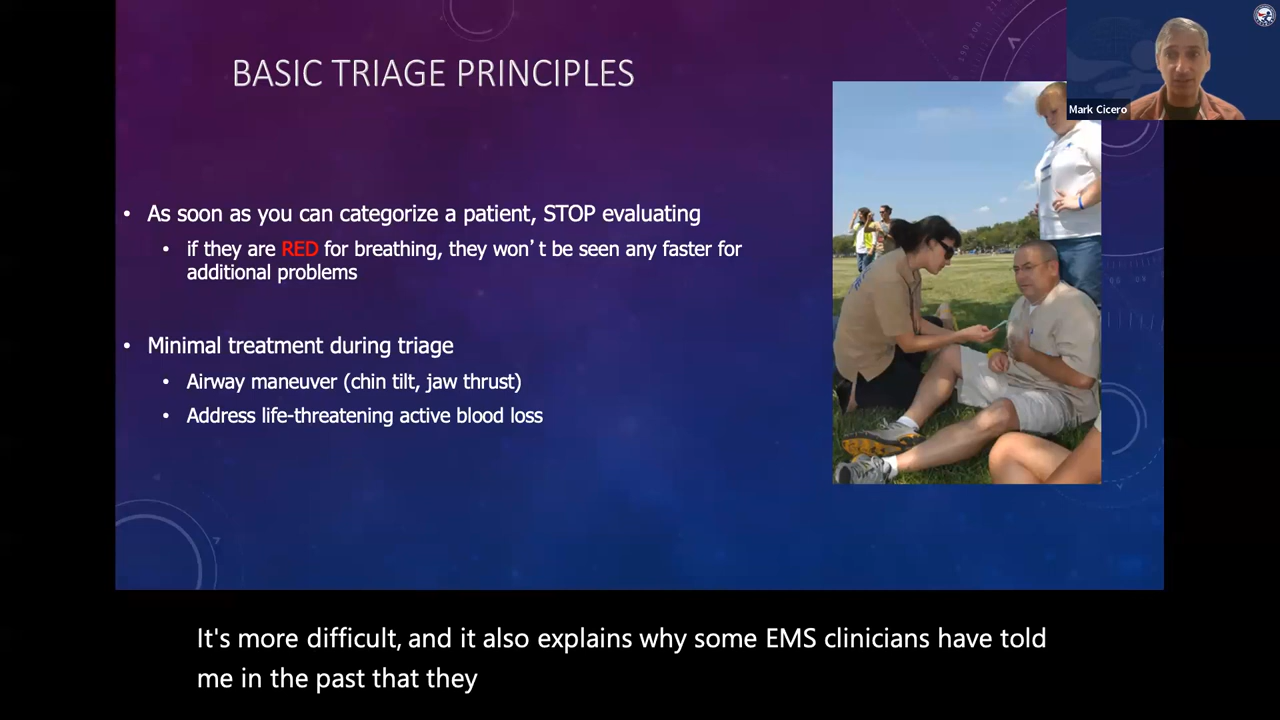 BASIC TRIAGE PRINCIPLES
Mark Cicero
• As soon as you can categorize a patient, STOP evaluating
• if they are RED for breathing, they won't be seen any faster for
additional problems
• Minimal treatment during triage
• Airway maneuver (chin tilt, jaw thrust)
• Address life-threatening active blood loss
It's more difficult, and it also explains why some EMS clinicians have told
me in the past that they